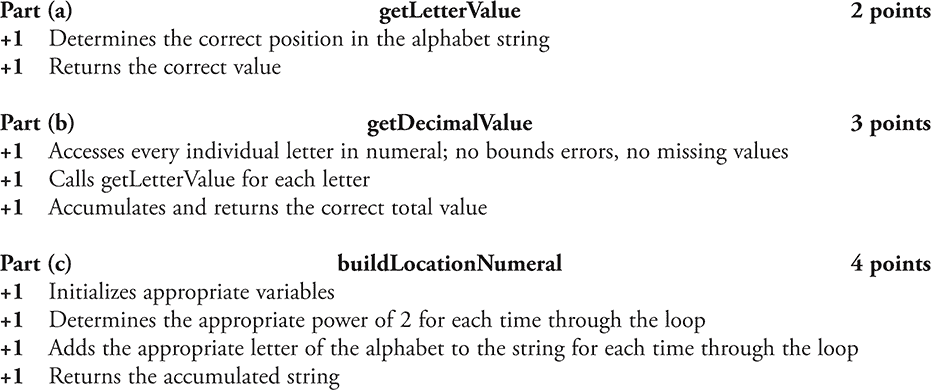 Part (a) getLetterValue 2 points
+1 Determines the correct position in the alphabet string
+1 Returns the correct value
Part (b) getDecimalValue 3 points
+1 Accesses every individual letter in numeral; no bounds errors, no missing values
+1 Calls getLetterValue for each letter
+1 Accumulates and returns the correct total value
Part (c) buildLocationNumeral 4 points
+1 Initializes appropriate variables
+1 Determines the appropriate power of 2 for each time through the loop
+1 Adds the appropriate letter of the alphabet to the string for each time through the loop
+1 Returns the accumulated string